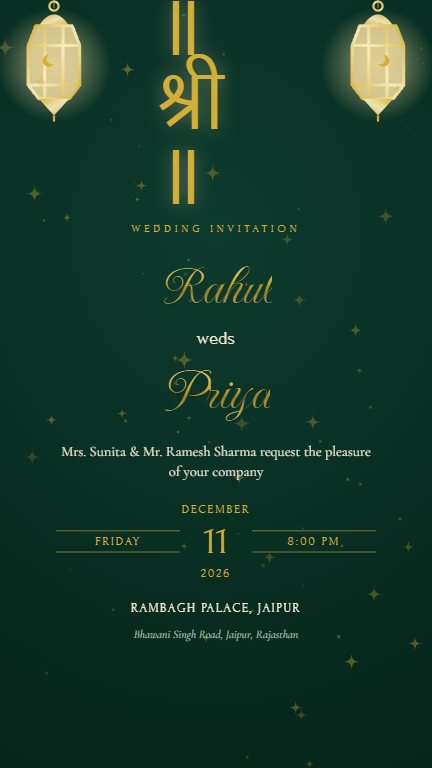 ॥
श्री
॥
WEDDING INVITATION
Rahul
weds
Priya
Mrs. Sunita & Mr. Ramesh Sharma request the pleasure
of your company
DECEMBER
FRIDAY 11 8:00 PM
2026
RAMBAGH PALACE, JAIPUR
Bhawani Singh Road, Jaipur, Rajasthan